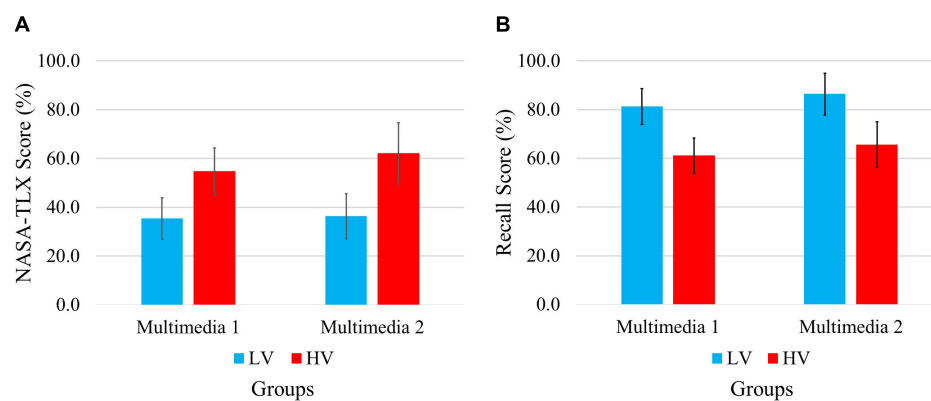 A
NASA-TLX Score (%)
100.0
80.0
60.0
40.0
20.0
0.0
Multimedia 1 Multimedia 2
LV HV
Groups
B
Recall Score (%)
100.0
80.0
60.0
40.0
20.0
0.0
Multimedia 1 Multimedia 2
LV HV
Groups